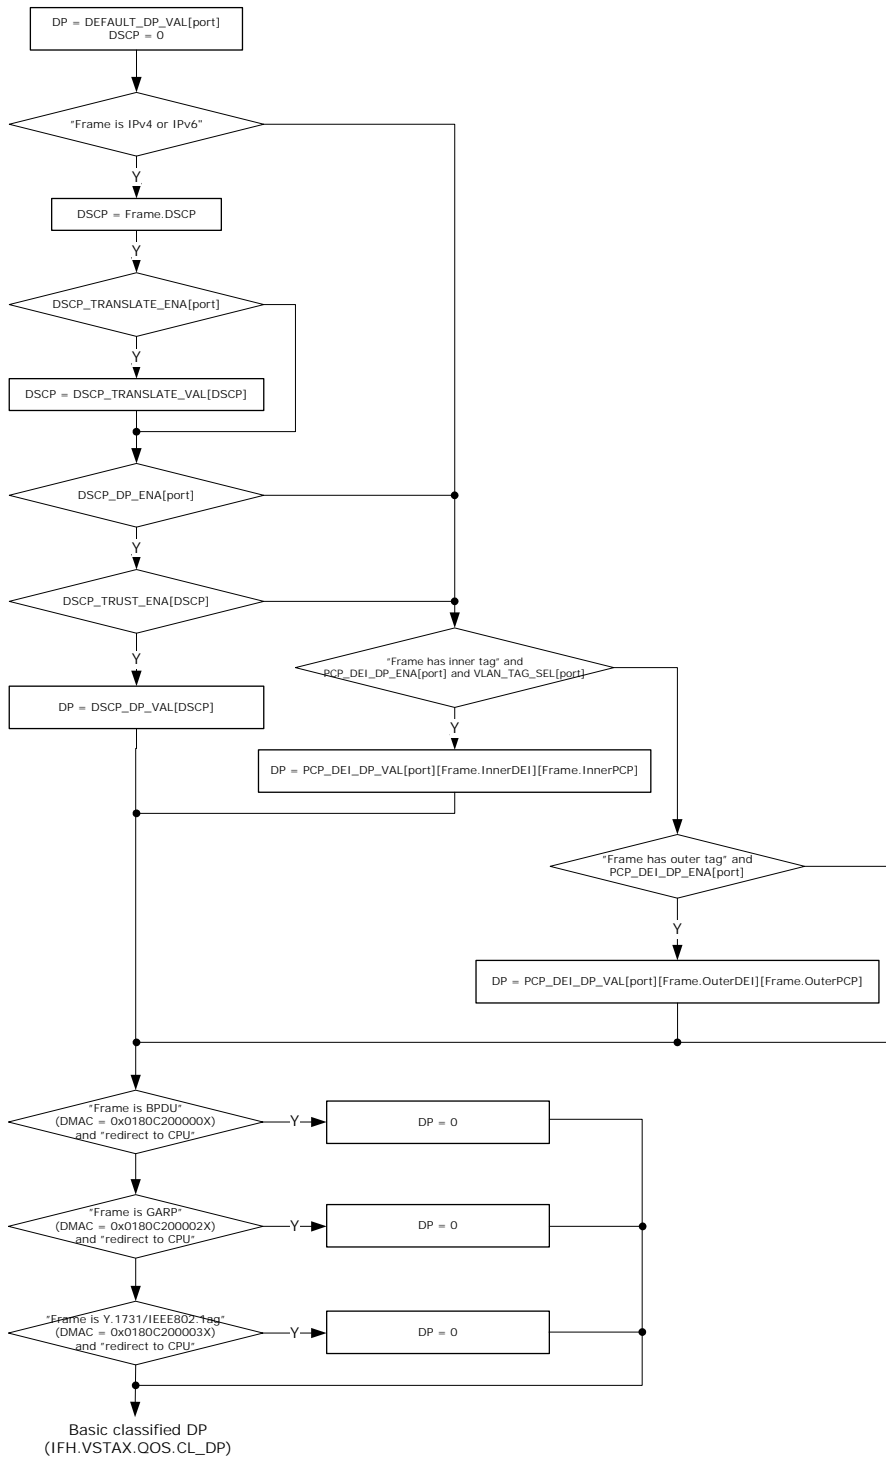 DP = DEFAULT_DP_VAL[port]
DSCP = 0
"Frame is IPv4 or IPv6"
Y
DSCP = Frame.DSCP
Y
DSCP_TRANSLATE_ENA[port]
Y
DSCP = DSCP_TRANSLATE_VAL[DSCP]
DSCP_DP_ENA[port]
Y
DSCP_TRUST_ENA[DSCP]
Y
"Frame has inner tag" and
PCP_DEI_DP_ENA[port] and VLAN_TAG_SEL[port]
DP = DSCP_DP_VAL[DSCP]
Y
DP = PCP_DEI_DP_VAL[port][Frame.InnerDEI][Frame.InnerPCP]
"Frame has outer tag" and
PCP_DEI_DP_ENA[port]
Y
DP = PCP_DEI_DP_VAL[port][Frame.OuterDEI][Frame.OuterPCP]
"Frame is BPDU"
(DMAC = 0x0180C200000X)
and "redirect to CPU"
Y
DP = 0
"Frame is GARP"
(DMAC = 0x0180C200002X)
and "redirect to CPU"
Y
DP = 0
"Frame is Y.1731/IEEE802.1ag"
(DMAC = 0x0180C200003X)
and "redirect to CPU"
Y
DP = 0
Basic classified DP
(IFH.VSTAX.QOS.CL_DP)